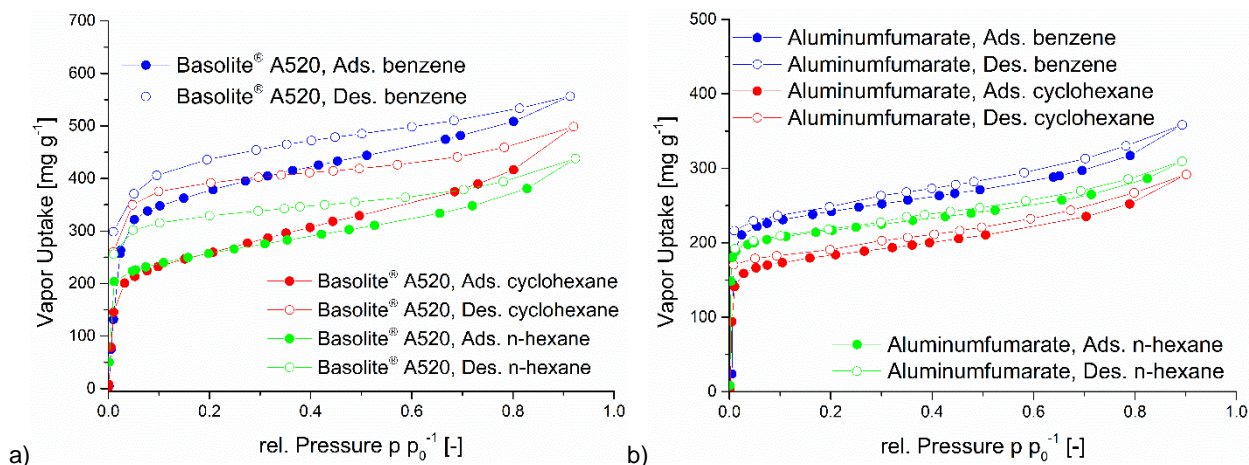 700
600
500
400
300
200
100
0
Vapor Uptake [mg g⁻¹]
Basolite® A520, Ads. benzene
Basolite® A520, Des. benzene
Basolite® A520, Ads. cyclohexane
Basolite® A520, Des. cyclohexane
Basolite® A520, Ads. n-hexane
Basolite® A520, Des. n-hexane
0.0 0.2 0.4 0.6 0.8 1.0
rel. Pressure p p₀⁻¹ [-]
a)
500
400
300
200
100
0
Vapor Uptake [mg g⁻¹]
Aluminumfumarate, Ads. benzene
Aluminumfumarate, Des. benzene
Aluminumfumarate, Ads. cyclohexane
Aluminumfumarate, Des. cyclohexane
Aluminumfumarate, Ads. n-hexane
Aluminumfumarate, Des. n-hexane
0.0 0.2 0.4 0.6 0.8 1.0
rel. Pressure p p₀⁻¹ [-]
b)